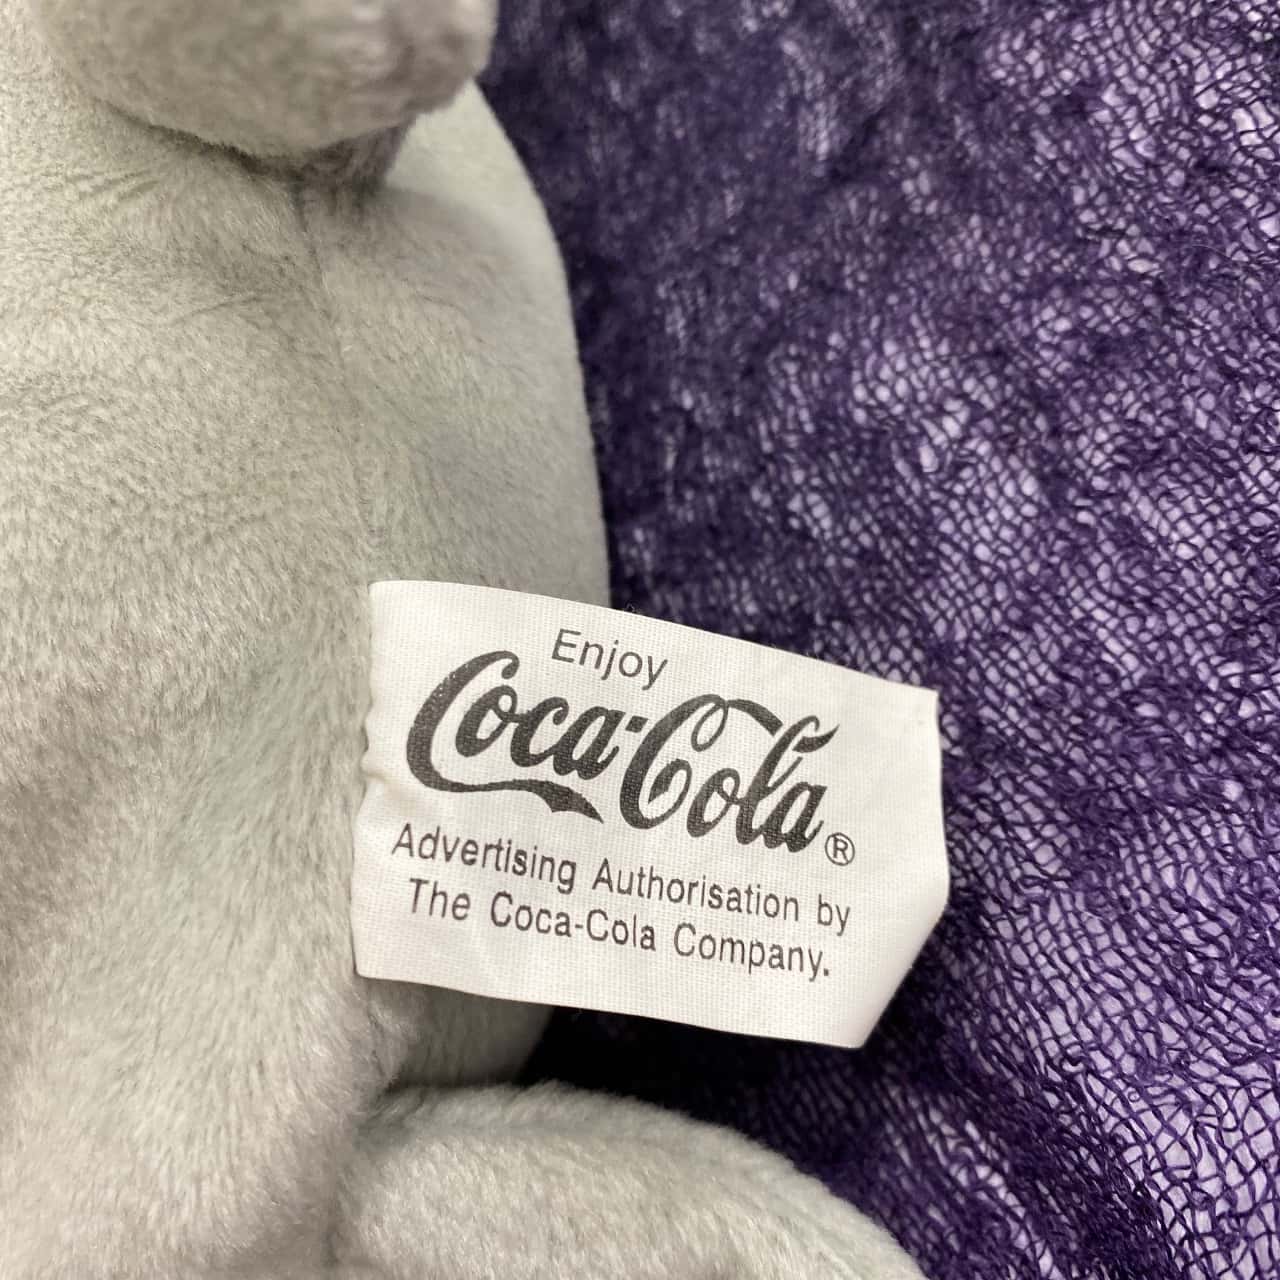 Enjoy
Coca-Cola®
Advertising Authorisation by
The Coca-Cola Company.